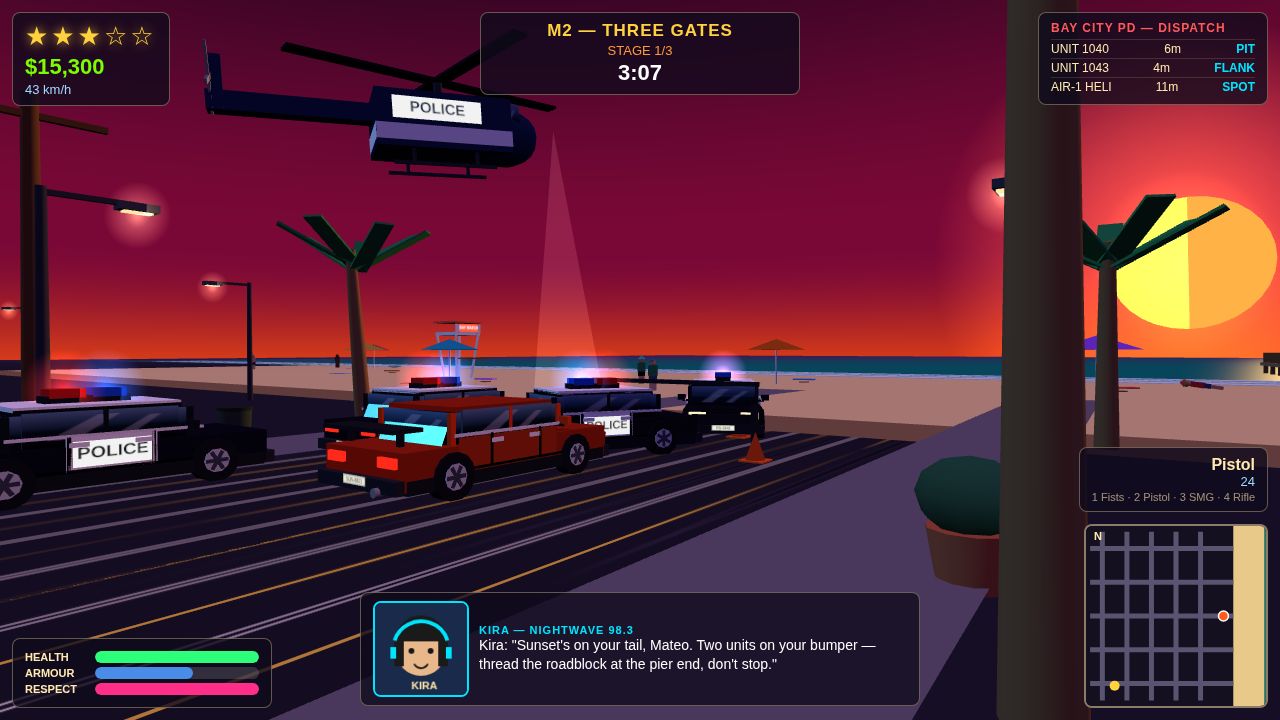 ★★★☆☆
$15,300
43 km/h
M2 — THREE GATES
STAGE 1/3
3:07
BAY CITY PD — DISPATCH
UNIT 1040 6m PIT
UNIT 1043 4m FLANK
AIR-1 HELI 11m SPOT
POLICE
POLICE
POLICE
Pistol
24
1 Fists · 2 Pistol · 3 SMG · 4 Rifle
N
KIRA
KIRA — NIGHTWAVE 98.3
Kira: "Sunset's on your tail, Mateo. Two units on your bumper —
thread the roadblock at the pier end, don't stop."
HEALTH
ARMOUR
RESPECT